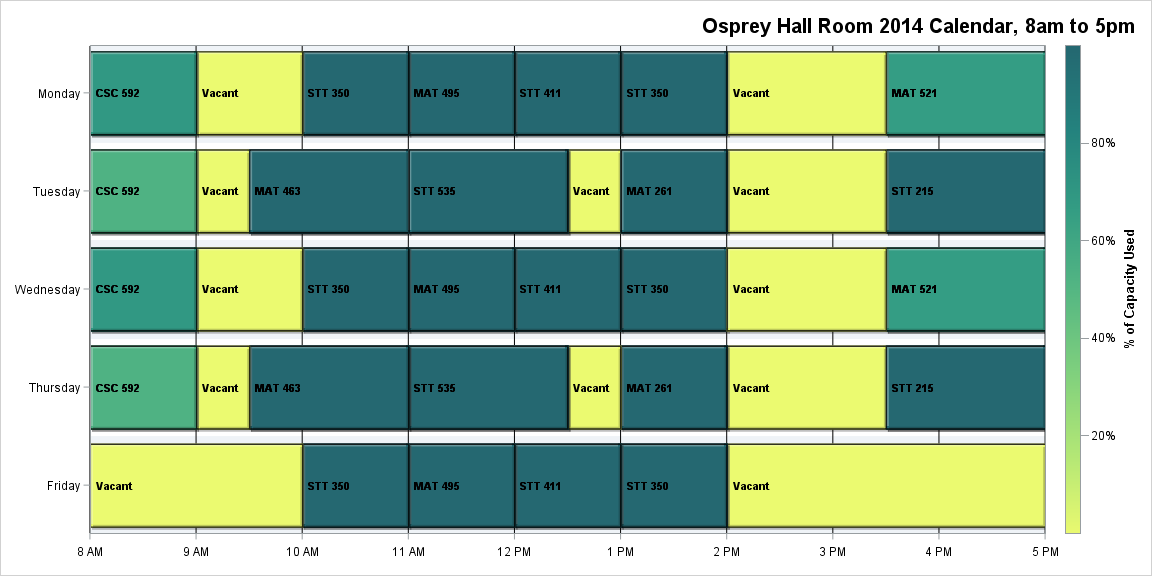 Osprey Hall Room 2014 Calendar, 8am to 5pm
Monday
CSC 592
Vacant
STT 350
MAT 495
STT 411
STT 350
Vacant
MAT 521
Tuesday
CSC 592
Vacant
MAT 463
STT 535
Vacant
MAT 261
Vacant
STT 215
Wednesday
CSC 592
Vacant
STT 350
MAT 495
STT 411
STT 350
Vacant
MAT 521
Thursday
CSC 592
Vacant
MAT 463
STT 535
Vacant
MAT 261
Vacant
STT 215
Friday
Vacant
STT 350
MAT 495
STT 411
STT 350
Vacant
8 AM
9 AM
10 AM
11 AM
12 PM
1 PM
2 PM
3 PM
4 PM
5 PM
80%
60%
40%
20%
% of Capacity Used